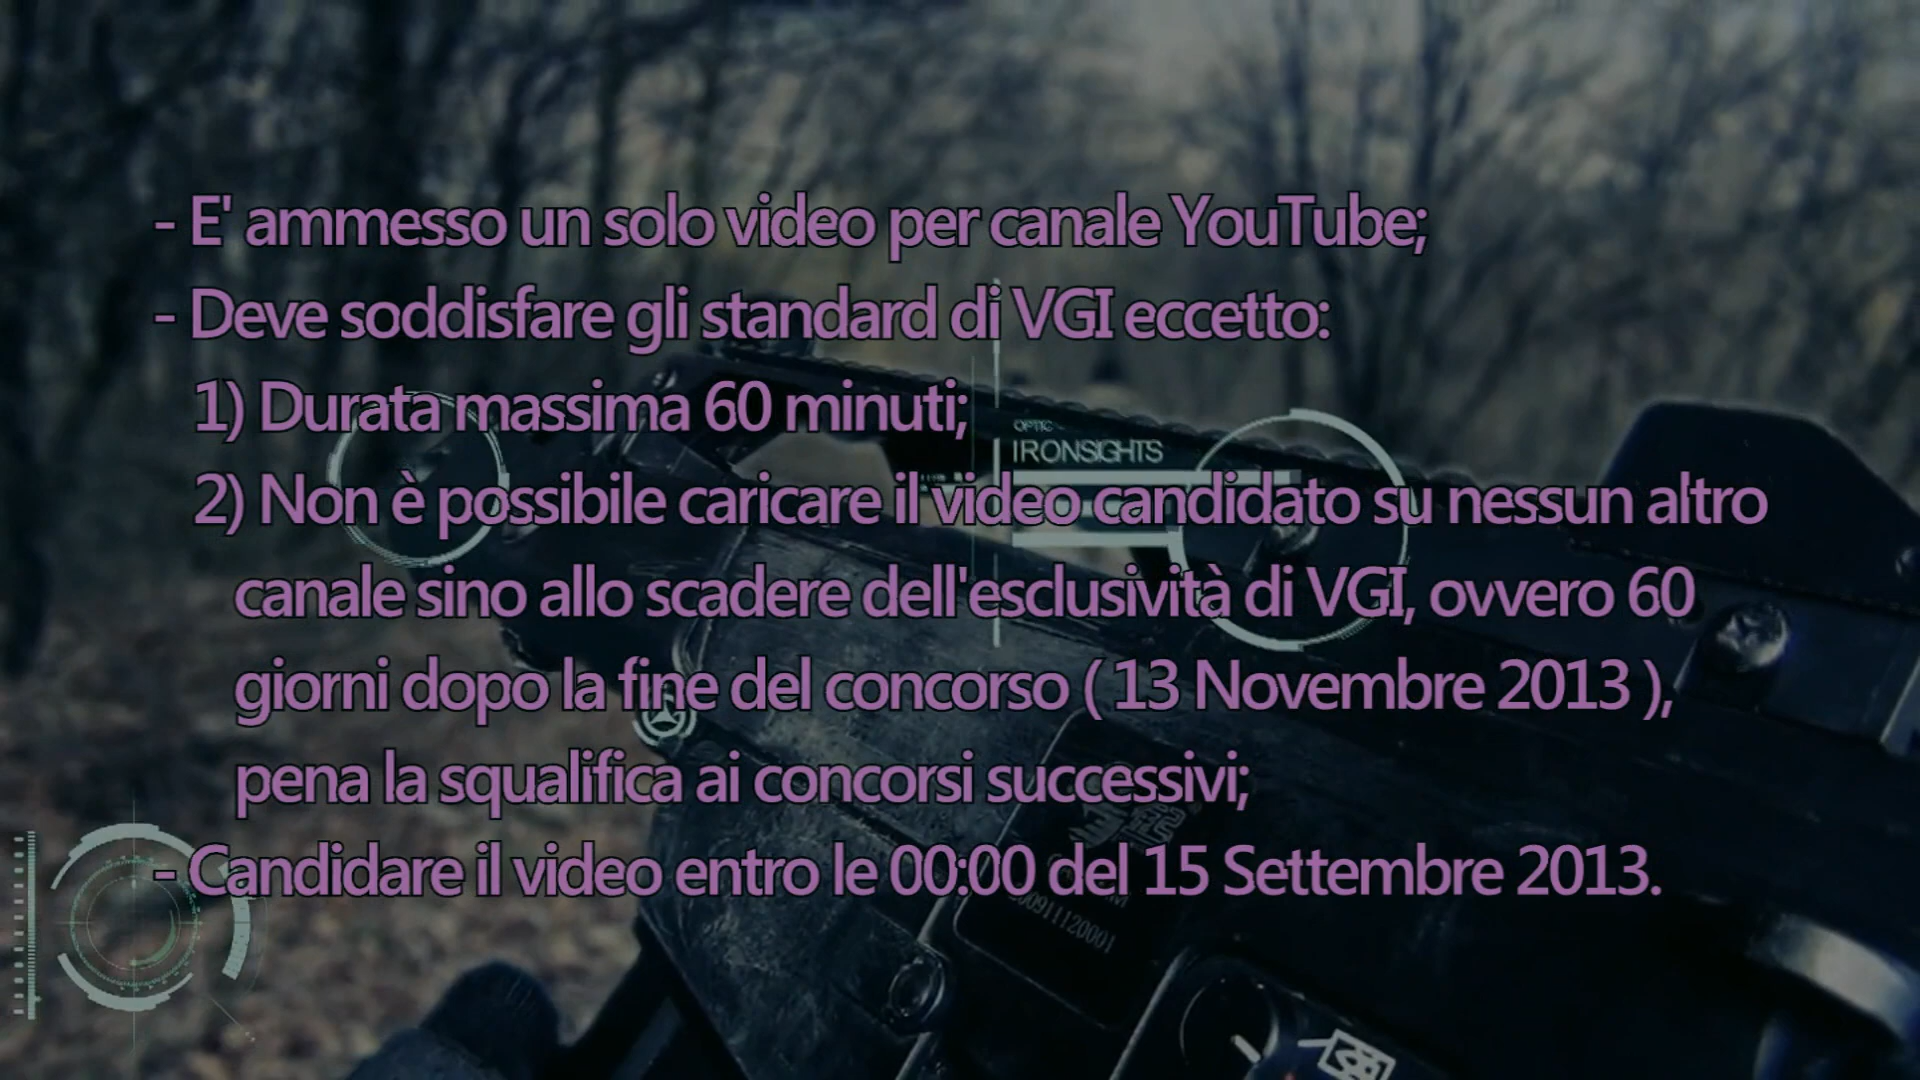 - E' ammesso un solo video per canale YouTube;
- Deve soddisfare gli standard di VGI eccetto:
1) Durata massima 60 minuti;
OPTIC
IRONSIGHTS
2) Non è possibile caricare il video candidato su nessun altro
canale sino allo scadere dell'esclusività di VGI, ovvero 60
giorni dopo la fine del concorso ( 13 Novembre 2013 ),
pena la squalifica ai concorsi successivi;
- Candidare il video entro le 00:00 del 15 Settembre 2013.